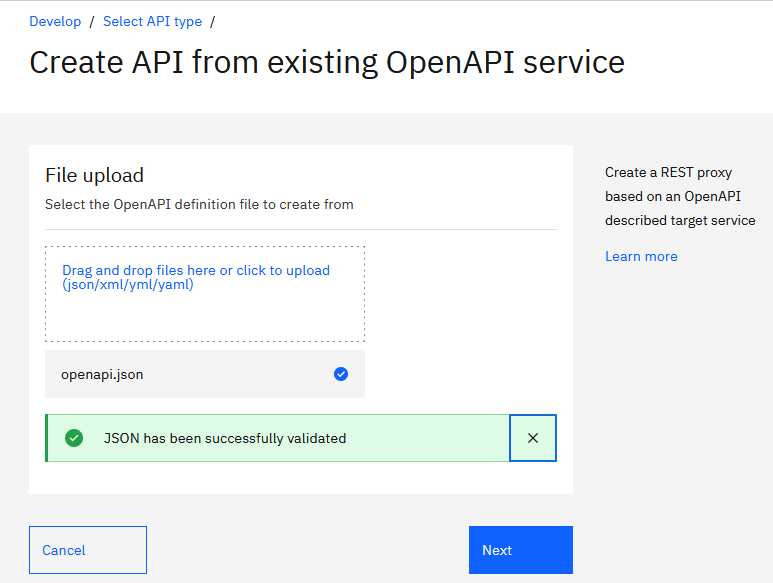 Develop / Select API type /
Create API from existing OpenAPI service
File upload
Select the OpenAPI definition file to create from
Drag and drop files here or click to upload
(json/xml/yml/yaml)
openapi.json
JSON has been successfully validated
Cancel
Next
Create a REST proxy
based on an OpenAPI
described target service
Learn more